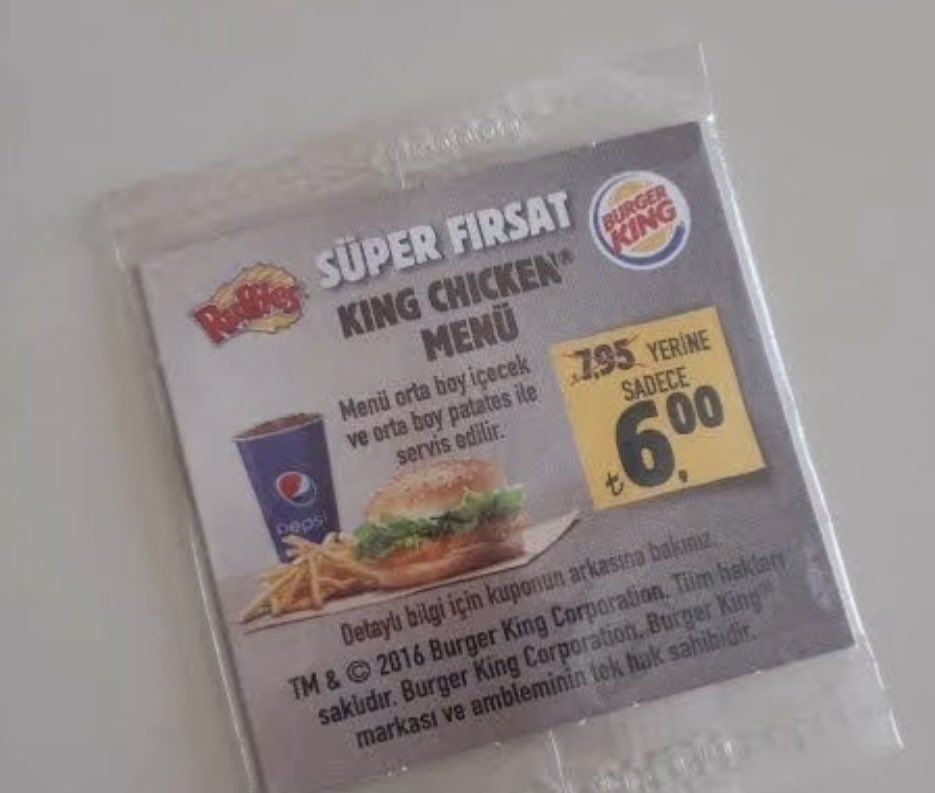 SÜPER FIRSAT
BURGER KING
Ruffles
KING CHICKEN®
MENÜ
Menü orta boy içecek
ve orta boy patates ile
servis edilir.
7,95 YERİNE
SADECE
₺6,00
pepsi
Detaylı bilgi için kuponun arkasına bakınız.
TM & © 2016 Burger King Corporation. Tüm hakları
saklıdır. Burger King Corporation, Burger King®
markası ve ambleminin tek hak sahibidir.